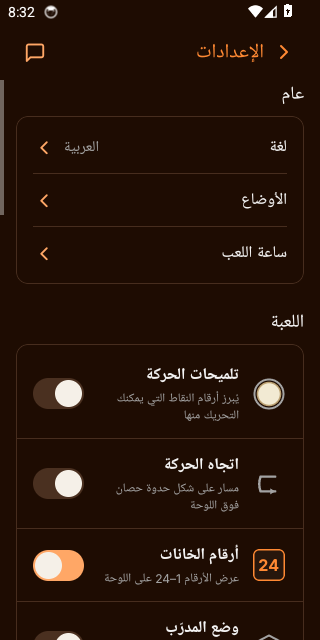 8:32
الإعدادات
عام
لغة
العربية
الأوضاع
ساعة اللعب
اللعبة
تلميحات الحركة
يُبرز أرقام النقاط التي يمكنك
التحريك منها
اتجاه الحركة
مسار على شكل حدوة حصان
فوق اللوحة
24
أرقام الخانات
عرض الأرقام 1–24 على اللوحة
وضع المدرّب